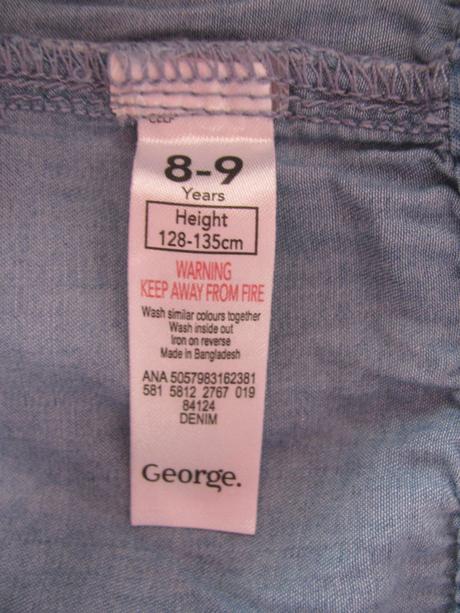 8-9
Years
Height
128-135cm
WARNING
KEEP AWAY FROM FIRE
Wash similar colours together
Wash inside out
Iron on reverse
Made in Bangladesh
ANA 5057983162381
581 5812 2767 019
84124
DENIM
George.